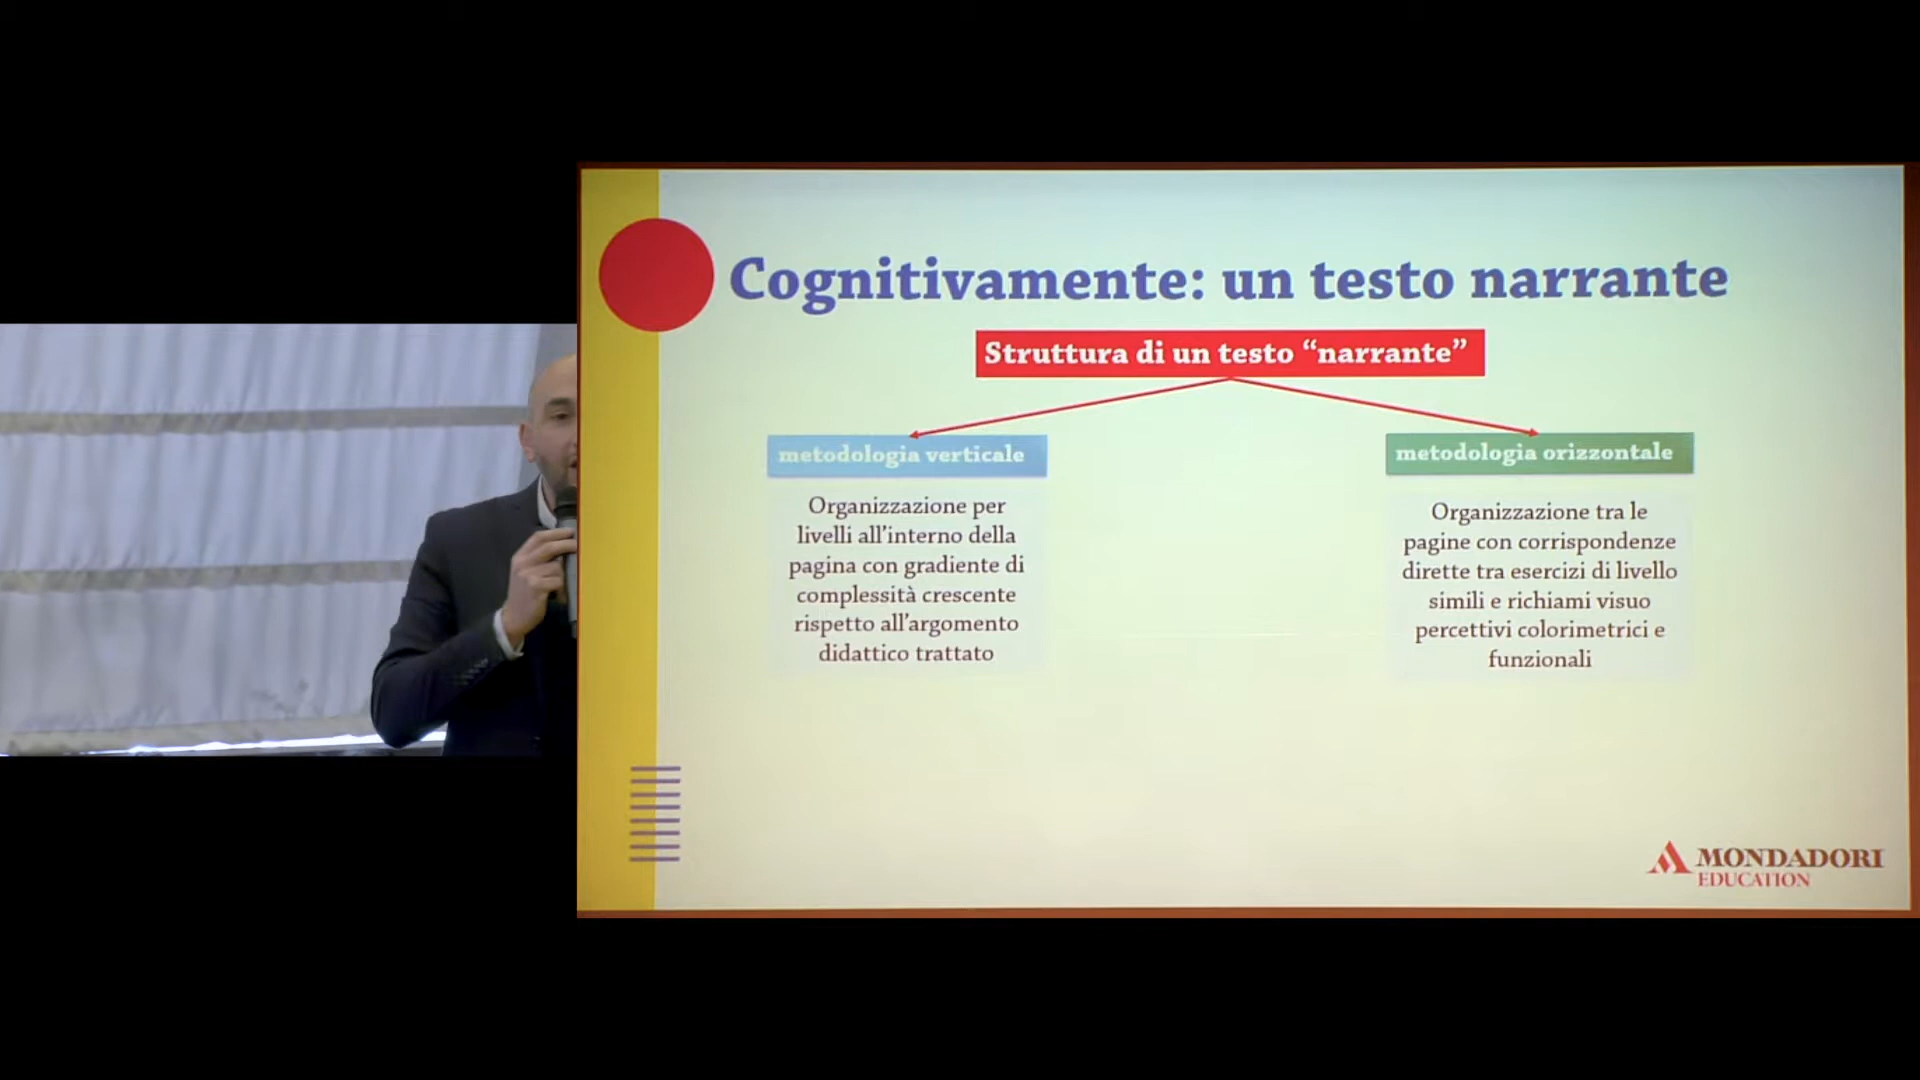 Cognitivamente: un testo narrante
Struttura di un testo “narrante”
metodologia verticale
Organizzazione per
livelli all’interno della
pagina con gradiente di
complessità crescente
rispetto all’argomento
didattico trattato
metodologia orizzontale
Organizzazione tra le
pagine con corrispondenze
dirette tra esercizi di livello
simili e richiami visuo
percettivi colorimetrici e
funzionali
MONDADORI
EDUCATION